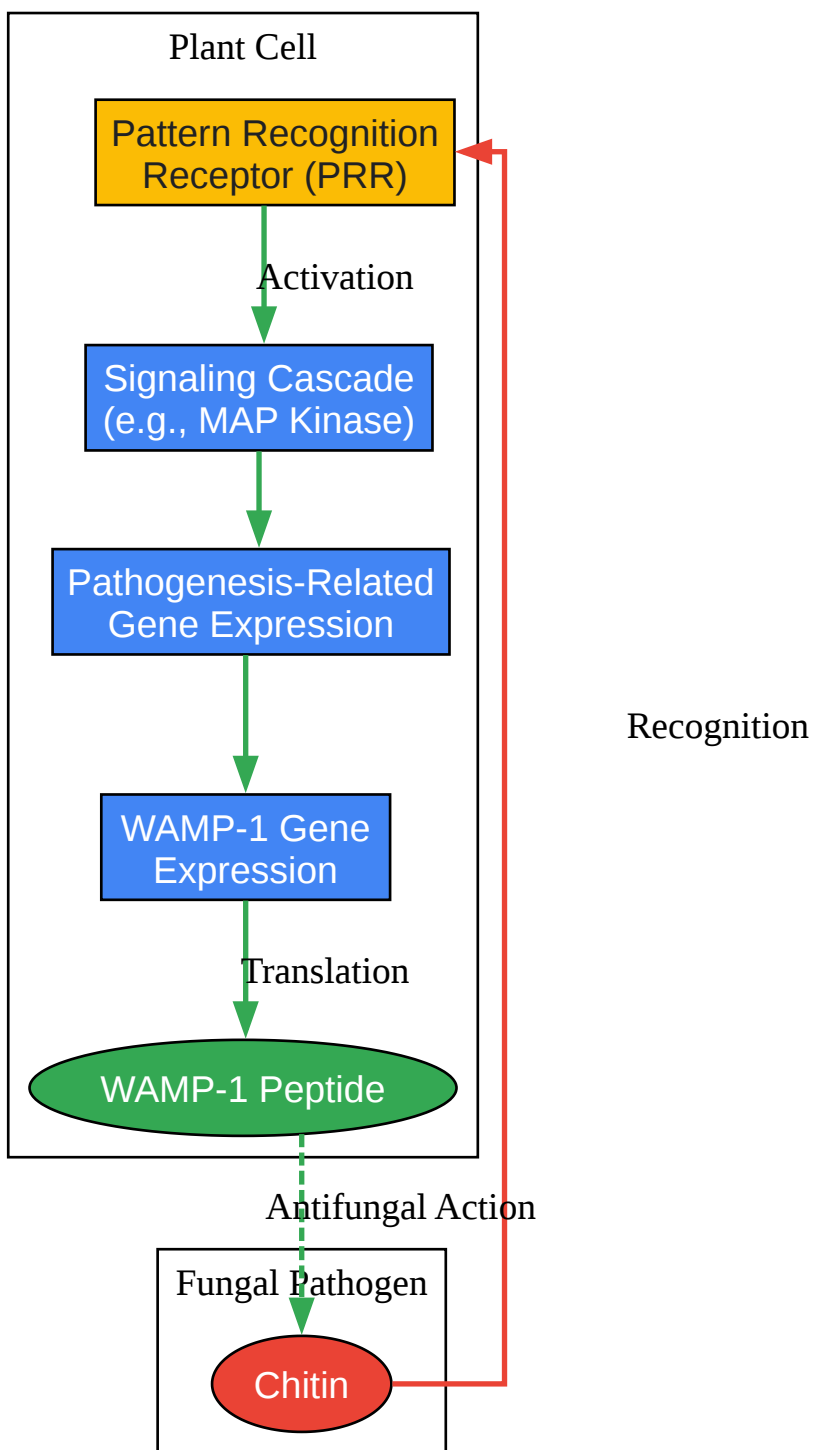 Plant Cell
Pattern Recognition
Receptor (PRR)
Activation
Signaling Cascade
(e.g., MAP Kinase)
Pathogenesis-Related
Gene Expression
Recognition
WAMP-1 Gene
Expression
Translation
WAMP-1 Peptide
Antifungal Action
Fungal Pathogen
Chitin